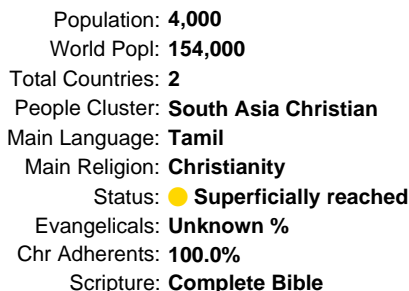 Population: 4,000
World Popl: 154,000
Total Countries: 2
People Cluster: South Asia Christian
Main Language: Tamil
Main Religion: Christianity
Status: Superficially reached
Evangelicals: Unknown %
Chr Adherents: 100.0%
Scripture: Complete Bible